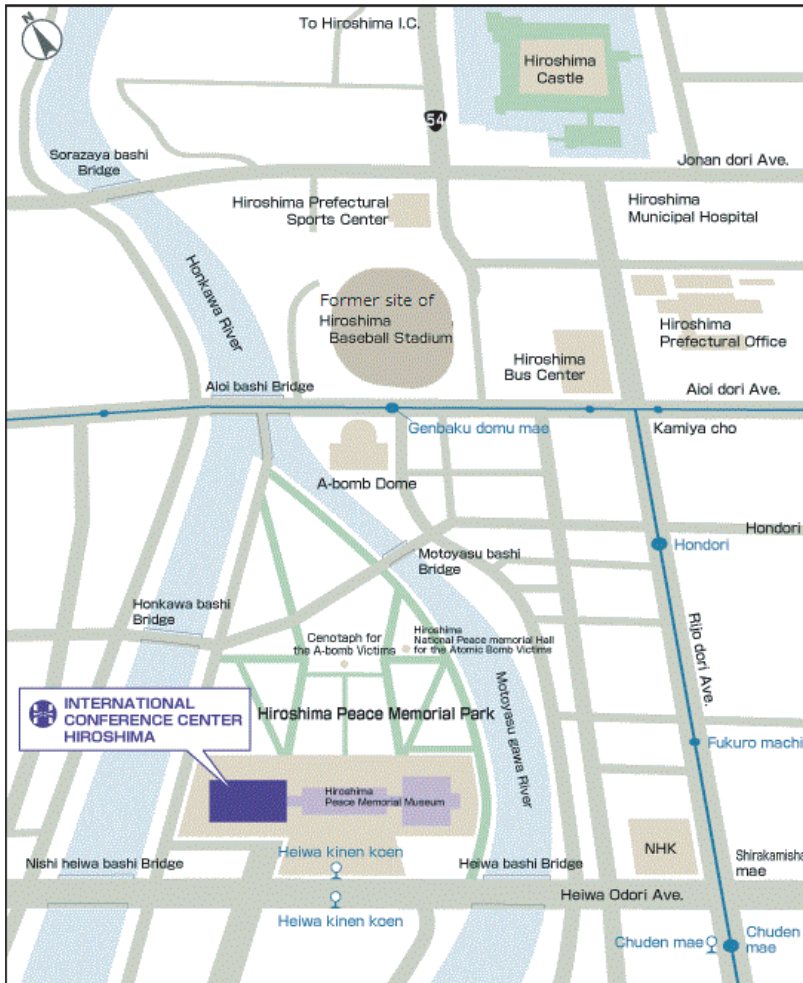 N
To Hiroshima I.C.
Hiroshima
Castle
54
Sorazaya bashi
Bridge
Jonan dori Ave.
Hiroshima Prefectural
Sports Center
Hiroshima
Municipal Hospital
Honkawa River
Former site of
Hiroshima
Baseball Stadium
Hiroshima
Prefectural Office
Hiroshima
Bus Center
Aioi bashi Bridge
Aioi dori Ave.
Genbaku domu mae
Kamiya cho
A-bomb Dome
Hondori
Hondori
Motoyasu bashi
Bridge
Honkawa bashi
Bridge
Cenotaph for
the A-bomb Victims
Hiroshima
National Peace memorial Hall
for the Atomic Bomb Victims
Rijo dori Ave.
INTERNATIONAL
CONFERENCE CENTER
HIROSHIMA
Hiroshima Peace Memorial Park
Motoyasu gawa River
Fukuro machi
Hiroshima
Peace Memorial Museum
NHK
Shirakamisha
mae
Nishi heiwa bashi Bridge
Heiwa kinen koen
Heiwa bashi Bridge
Heiwa Odori Ave.
Heiwa kinen koen
Chuden mae
Chuden
mae